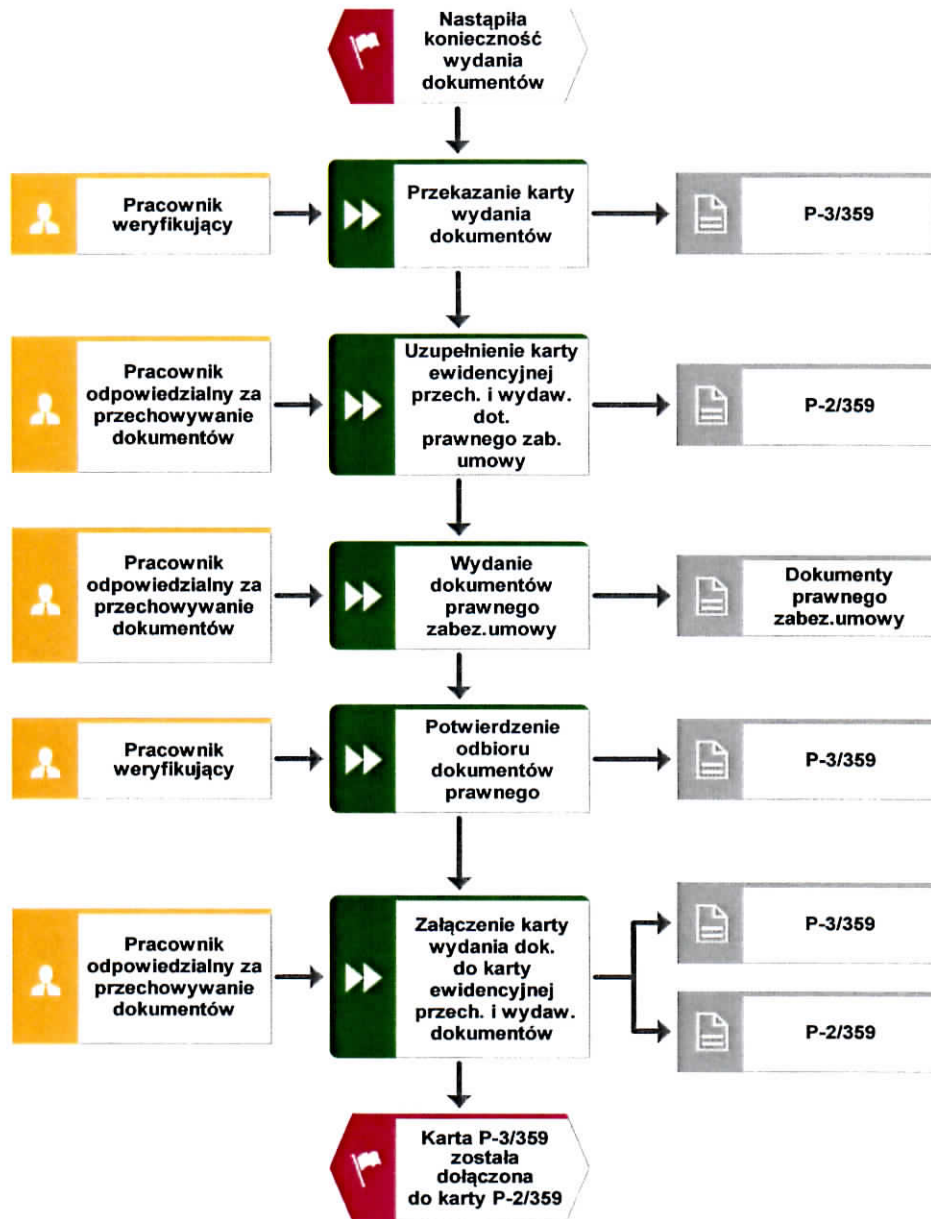 Nastąpiła
konieczność
wydania
dokumentów
Pracownik
weryfikujący
Przekazanie karty
wydania
dokumentów
P-3/359
Pracownik
odpowiedzialny za
przechowywanie
dokumentów
Uzupełnienie karty
ewidencyjnej
przech. i wydaw.
dot.
prawnego zab.
umowy
P-2/359
Pracownik
odpowiedzialny za
przechowywanie
dokumentów
Wydanie
dokumentów
prawnego
zabez.umowy
Dokumenty
prawnego
zabez.umowy
Pracownik
weryfikujący
Potwierdzenie
odbioru
dokumentów
prawnego
P-3/359
Pracownik
odpowiedzialny za
przechowywanie
dokumentów
Załączenie karty
wydania dok.
do karty
ewidencyjnej
przech. i wydaw.
dokumentów
P-3/359
P-2/359
Karta P-3/359
została
dołączona
do karty P-2/359